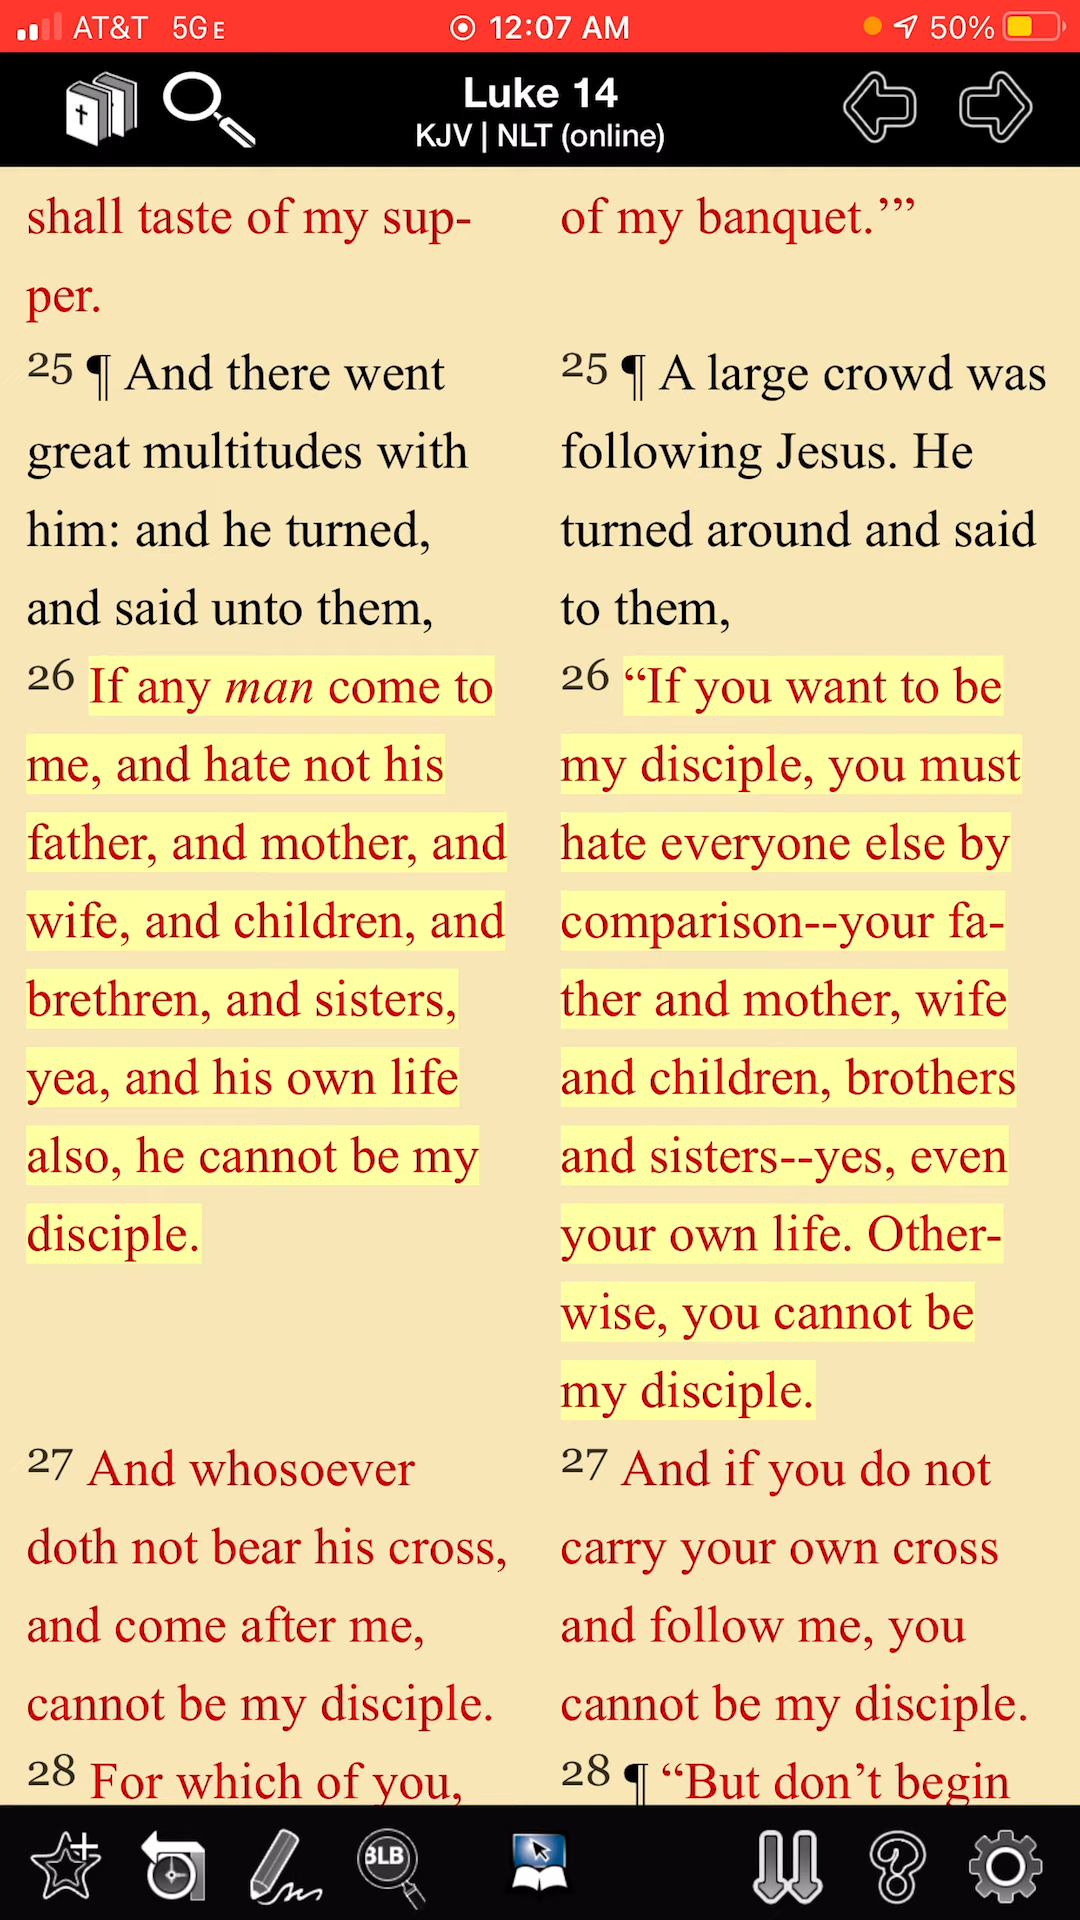 AT&T 5GE 12:07 AM 50%
Luke 14
KJV | NLT (online)
shall taste of my sup-
per.
25 ¶ And there went
great multitudes with
him: and he turned,
and said unto them,
26 If any man come to
me, and hate not his
father, and mother, and
wife, and children, and
brethren, and sisters,
yea, and his own life
also, he cannot be my
disciple.
27 And whosoever
doth not bear his cross,
and come after me,
cannot be my disciple.
28 For which of you,
of my banquet.’”
25 ¶ A large crowd was
following Jesus. He
turned around and said
to them,
26 “If you want to be
my disciple, you must
hate everyone else by
comparison--your fa-
ther and mother, wife
and children, brothers
and sisters--yes, even
your own life. Other-
wise, you cannot be
my disciple.
27 And if you do not
carry your own cross
and follow me, you
cannot be my disciple.
28 ¶ “But don’t begin
BLB